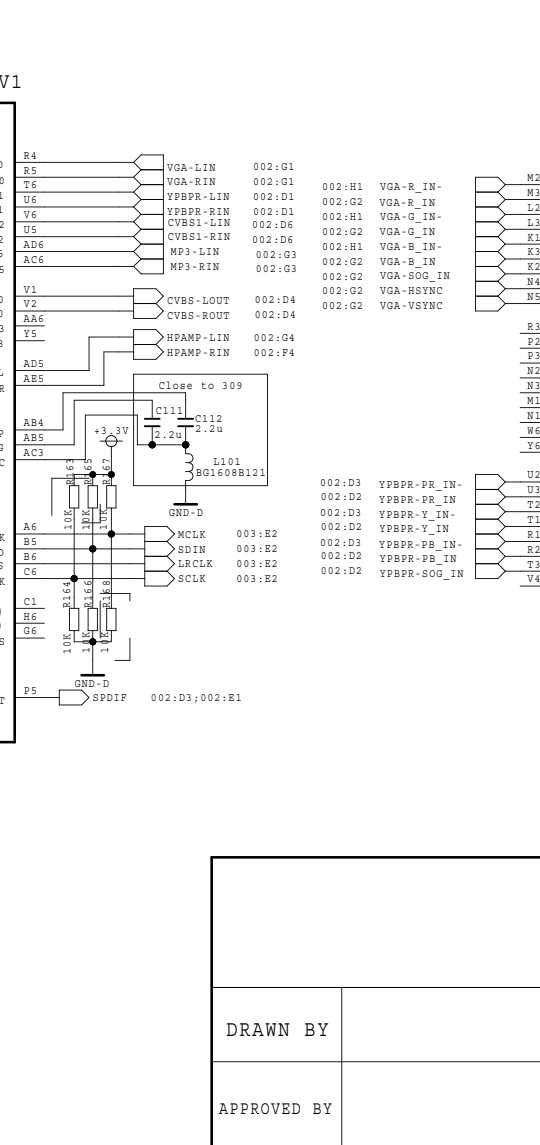 V1
R4
R5
T6
U6
V6
U5
AD6
AC6
VGA-LIN 002:G1
VGA-RIN 002:G1
YPBPR-LIN 002:D1
YPBPR-RIN 002:D1
CVBS1-LIN 002:D6
CVBS1-RIN 002:D6
MP3-LIN 002:G3
MP3-RIN 002:G3
V1
V2
AA6
Y5
CVBS-LOUT 002:D4
CVBS-ROUT 002:D4
AD5
AE5
HPAMP-LIN 002:G4
HPAMP-RIN 002:F4
Close to 309
AB4
AB5
AC3
C111
2.2u
C112
2.2u
+3.3V
L101
BG1608B121
GND-D
R163
R165
R167
10K
10K
10K
A6
B5
B6
C6
MCLK 003:E2
SDIN 003:E2
LRCLK 003:E2
SCLK 003:E2
C1
H6
G6
R164
R166
R168
10K
10K
10K
GND-D
P5
SPDIF 002:D3;002:E1
002:H1 VGA-R_IN- M2
002:G2 VGA-R_IN M3
002:H1 VGA-G_IN- L2
002:G2 VGA-G_IN L3
002:H1 VGA-B_IN- K1
002:G2 VGA-B_IN K3
002:G2 VGA-SOG_IN K2
002:G2 VGA-HSYNC N4
002:G2 VGA-VSYNC N5
R3
P2
P3
N2
N3
M1
N1
W6
Y6
002:D3 YPBPR-PR_IN- U2
002:D2 YPBPR-PR_IN U3
002:D3 YPBPR-Y_IN- T2
002:D2 YPBPR-Y_IN T1
002:D3 YPBPR-PB_IN- R1
002:D2 YPBPR-PB_IN R2
002:D2 YPBPR-SOG_IN T3
V4
DRAWN BY
APPROVED BY